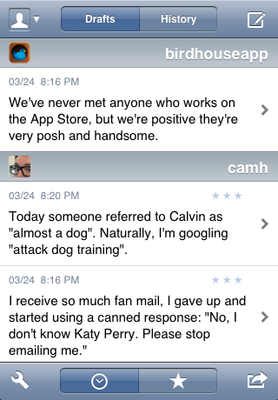 Drafts
History
birdhouseapp
03/24 8:16 PM
We've never met anyone who works on
the App Store, but we're positive they're
very posh and handsome.
camh
03/24 8:20 PM
Today someone referred to Calvin as
"almost a dog". Naturally, I'm googling
"attack dog training".
03/24 8:16 PM
I receive so much fan mail, I gave up and
started using a canned response: "No, I
don't know Katy Perry. Please stop
emailing me."